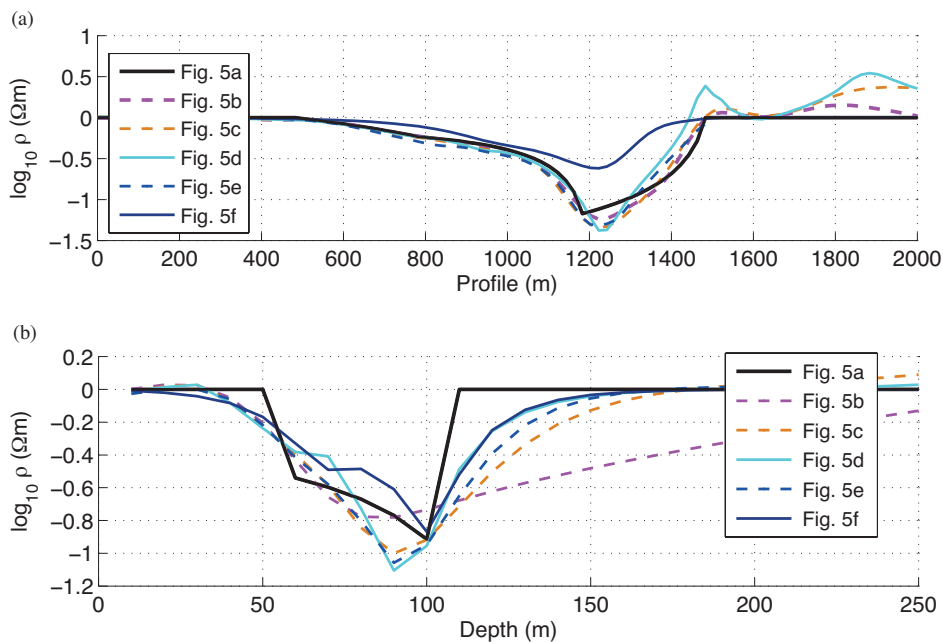 (a)
1
0.5
0
−0.5
−1
−1.5
log10 ρ (Ωm)
Fig. 5a
Fig. 5b
Fig. 5c
Fig. 5d
Fig. 5e
Fig. 5f
0 200 400 600 800 1000 1200 1400 1600 1800 2000
Profile (m)
(b)
0.2
0
−0.2
−0.4
−0.6
−0.8
−1
−1.2
log10 ρ (Ωm)
Fig. 5a
Fig. 5b
Fig. 5c
Fig. 5d
Fig. 5e
Fig. 5f
0 50 100 150 200 250
Depth (m)